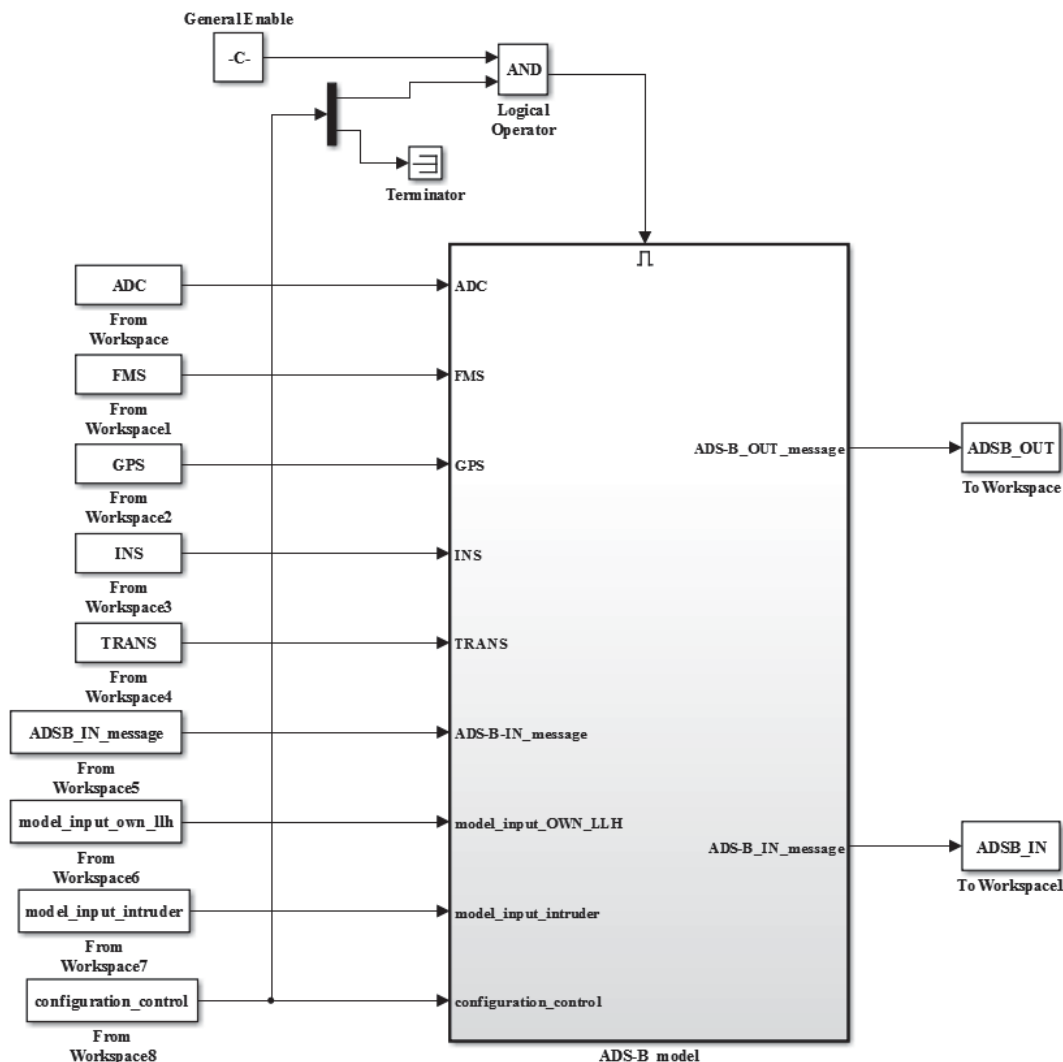 General Enable
-C-
AND
Logical
Operator
Terminator
ADC
From
Workspace
FMS
From
Workspace1
GPS
From
Workspace2
INS
From
Workspace3
TRANS
From
Workspace4
ADSB_IN_message
From
Workspace5
model_input_own_llh
From
Workspace6
model_input_intruder
From
Workspace7
configuration_control
From
Workspace8
ADC
FMS
GPS
INS
TRANS
ADS-B-IN_message
model_input_OWN_LLH
model_input_intruder
configuration_control
ADS-B_OUT_message
ADS-B_IN_message
ADS-B_model
ADSB_OUT
To Workspace
ADSB_IN
To Workspace1